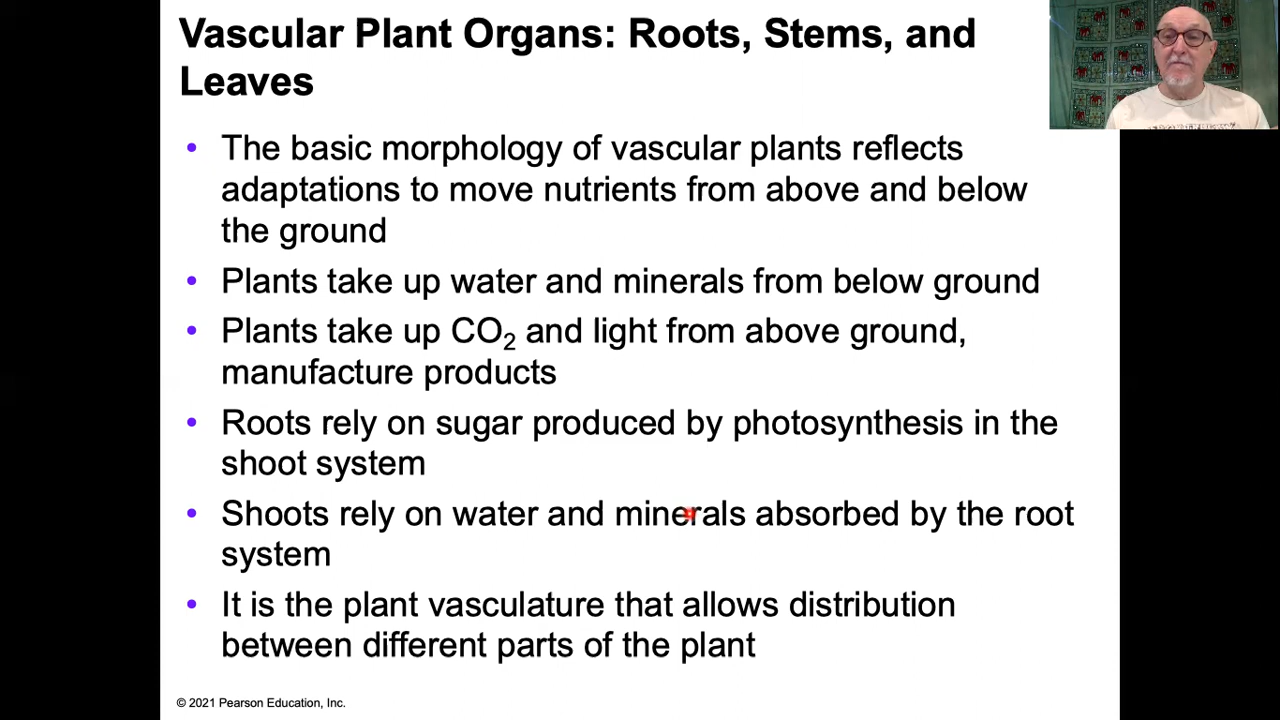 Vascular Plant Organs: Roots, Stems, and
Leaves
• The basic morphology of vascular plants reflects
adaptations to move nutrients from above and below
the ground
• Plants take up water and minerals from below ground
• Plants take up CO₂ and light from above ground,
manufacture products
• Roots rely on sugar produced by photosynthesis in the
shoot system
• Shoots rely on water and minerals absorbed by the root
system
• It is the plant vasculature that allows distribution
between different parts of the plant
© 2021 Pearson Education, Inc.